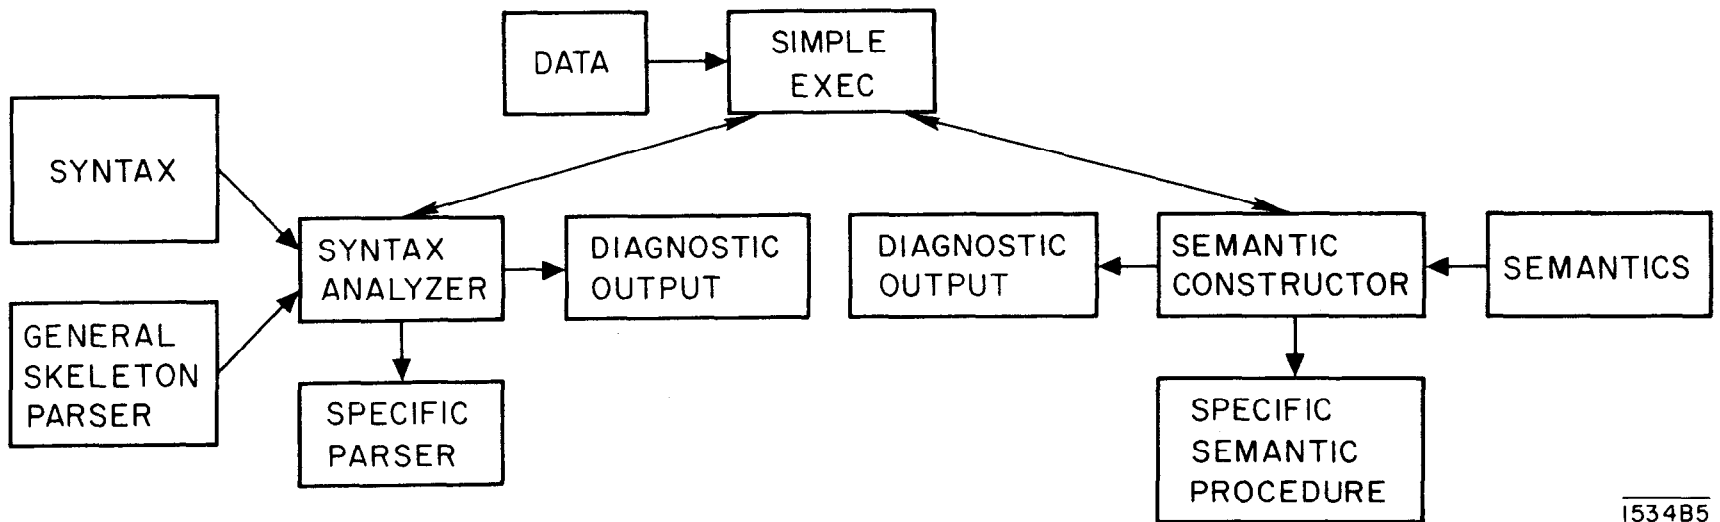 DATA
SIMPLE
EXEC
SYNTAX
SYNTAX
ANALYZER
DIAGNOSTIC
OUTPUT
DIAGNOSTIC
OUTPUT
SEMANTIC
CONSTRUCTOR
SEMANTICS
GENERAL
SKELETON
PARSER
SPECIFIC
PARSER
SPECIFIC
SEMANTIC
PROCEDURE
1534B5